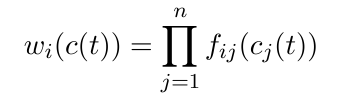 w_i(c(t)) = \prod_{j=1}^{n} f_{ij}(c_j(t))